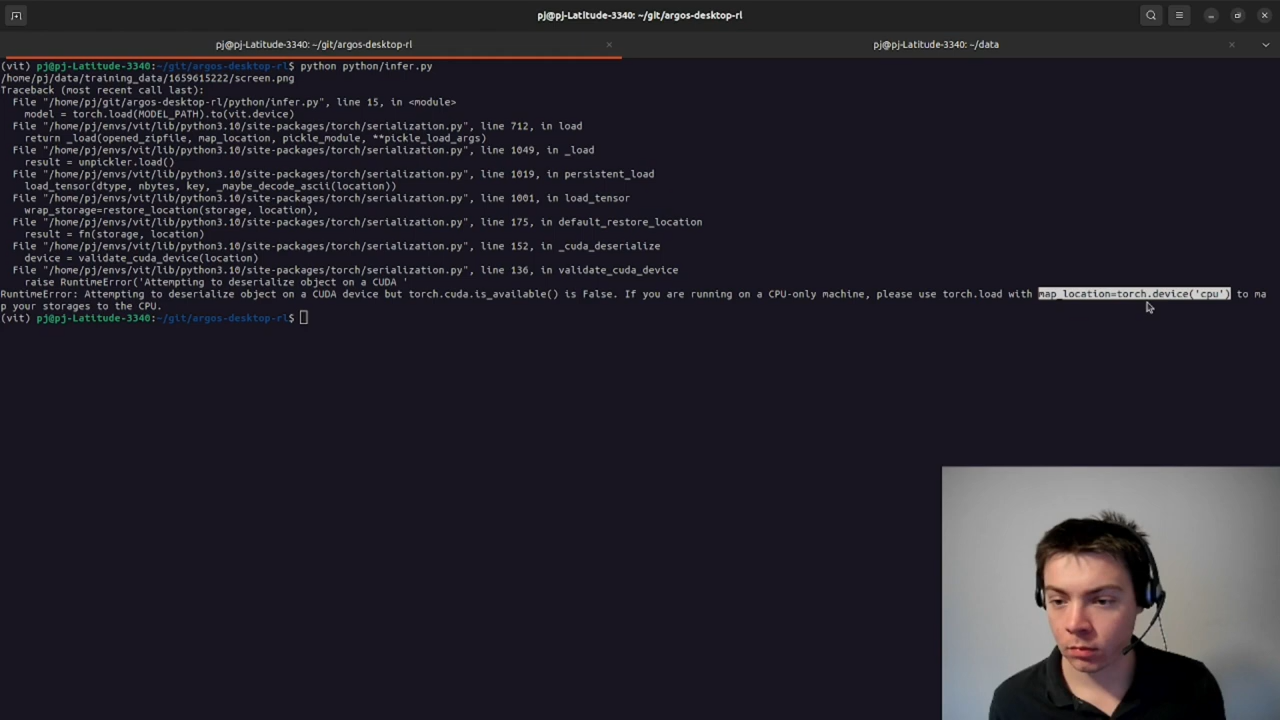 pj@pj-Latitude-3340: ~/git/argos-desktop-rl
pj@pj-Latitude-3340: ~/git/argos-desktop-rl
pj@pj-Latitude-3340: ~/data
(vit) pj@pj-Latitude-3340:~/git/argos-desktop-rl$ python python/infer.py
/home/pj/data/training_data/1659615222/screen.png
Traceback (most recent call last):
  File "/home/pj/git/argos-desktop-rl/python/infer.py", line 15, in <module>
    model = torch.load(MODEL_PATH).to(vit.device)
  File "/home/pj/envs/vit/lib/python3.10/site-packages/torch/serialization.py", line 712, in load
    return _load(opened_zipfile, map_location, pickle_module, **pickle_load_args)
  File "/home/pj/envs/vit/lib/python3.10/site-packages/torch/serialization.py", line 1049, in _load
    result = unpickler.load()
  File "/home/pj/envs/vit/lib/python3.10/site-packages/torch/serialization.py", line 1019, in persistent_load
    load_tensor(dtype, nbytes, key, _maybe_decode_ascii(location))
  File "/home/pj/envs/vit/lib/python3.10/site-packages/torch/serialization.py", line 1001, in load_tensor
    wrap_storage=restore_location(storage, location),
  File "/home/pj/envs/vit/lib/python3.10/site-packages/torch/serialization.py", line 175, in default_restore_location
    result = fn(storage, location)
  File "/home/pj/envs/vit/lib/python3.10/site-packages/torch/serialization.py", line 152, in _cuda_deserialize
    device = validate_cuda_device(location)
  File "/home/pj/envs/vit/lib/python3.10/site-packages/torch/serialization.py", line 136, in validate_cuda_device
    raise RuntimeError('Attempting to deserialize object on a CUDA '
RuntimeError: Attempting to deserialize object on a CUDA device but torch.cuda.is_available() is False. If you are running on a CPU-only machine, please use torch.load with map_location=torch.device('cpu') to ma
p your storages to the CPU.
(vit) pj@pj-Latitude-3340:~/git/argos-desktop-rl$